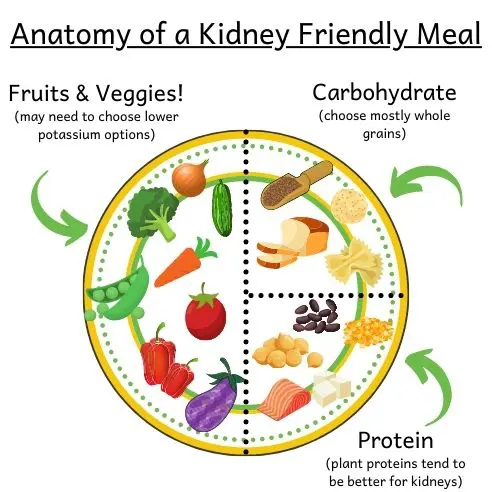 Anatomy of a Kidney Friendly Meal
Fruits & Veggies!
(may need to choose lower
potassium options)
Carbohydrate
(choose mostly whole
grains)
Protein
(plant proteins tend to
be better for kidneys)